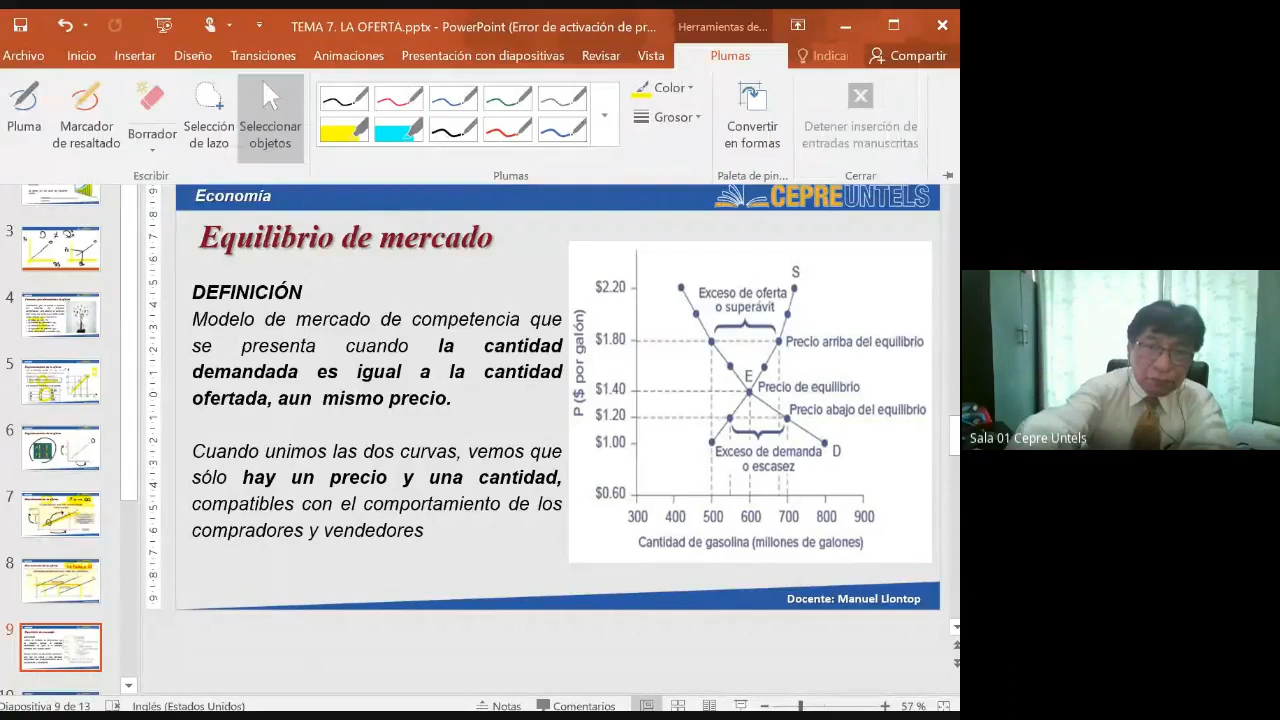 TEMA 7. LA OFERTA.pptx - PowerPoint (Error de activación de pr...
Herramientas de...
Archivo
Inicio
Insertar
Diseño
Transiciones
Animaciones
Presentación con diapositivas
Revisar
Vista
Plumas
Indica
Compartir
Pluma
Marcador
de resaltado
Borrador
Selección
de lazo
Seleccionar
objetos
Color
Grosor
Convertir
en formas
Detener inserción de
entradas manuscritas
Escribir
Plumas
Paleta de pin...
Cerrar
3
4
5
6
7
8
9
Economía
CEPREUNTELS
Equilibrio de mercado
DEFINICIÓN
Modelo de mercado de competencia que
se presenta cuando la cantidad
demandada es igual a la cantidad
ofertada, aun mismo precio.
Cuando unimos las dos curvas, vemos que
sólo hay un precio y una cantidad,
compatibles con el comportamiento de los
compradores y vendedores
P ($ por galón)
$2.20
$1.80
$1.40
$1.20
$1.00
$0.60
S
Exceso de oferta
o superávit
Precio arriba del equilibrio
E
Precio de equilibrio
Precio abajo del equilibrio
Exceso de demanda
o escasez
D
300 400 500 600 700 800 900
Cantidad de gasolina (millones de galones)
Docente: Manuel Llontop
Sala 01 Cepre Untels
Diapositiva 9 de 13
Inglés (Estados Unidos)
Notas
Comentarios
57 %